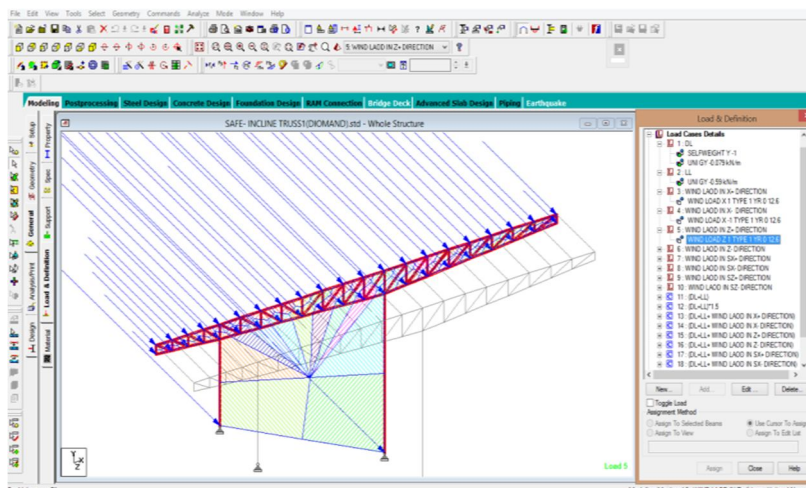 File Edit View Tools Select Geometry Commands Analyze Mode Window Help
5: WIND LAOD IN Z+ DIRECTION
Modeling Postprocessing Steel Design Concrete Design Foundation Design RAM Connection Bridge Deck Advanced Slab Design Piping Earthquake
SAFE- INCLINE TRUSS1(DIOMAND).std - Whole Structure
Setup
Geometry
General
Analysis/Print
Design
Property
Spec
Support
Load & Definition
Material
Y
X
Z
Load 5
Load & Definition
Load Cases Details
1 : DL
SELFWEIGHT Y -1
UNI GY -0.079 kN/m
2 : LL
UNI GY -0.59 kN/m
3 : WIND LAOD IN X+ DIRECTION
WIND LOAD X 1 TYPE 1 YR 0 12.6
4 : WIND LAOD IN X- DIRECTION
WIND LOAD X -1 TYPE 1 YR 0 12.6
5 : WIND LAOD IN Z+ DIRECTION
WIND LOAD Z 1 TYPE 1 YR 0 12.6
6 : WIND LAOD IN Z-DIRECTION
7 : WIND LAOD IN SX+ DIRECTION
8 : WIND LAOD IN SX- DIRECTION
9 : WIND LAOD IN SZ+ DIRECTION
10 : WIND LAOD IN SZ- DIRECTION
11 : (DL+LL)
12 : (DL+LL)*1.5
13 : (DL+LL+ WIND LAOD IN X+ DIRECTION)
14 : (DL+LL+ WIND LAOD IN X- DIRECTION)
15 : (DL+LL+ WIND LAOD IN Z+ DIRECTION)
16 : (DL+LL+ WIND LAOD IN Z- DIRECTION)
17 : (DL+LL+ WIND LAOD IN SX+ DIRECTION)
18 : (DL+LL+ WIND LAOD IN SX- DIRECTION)
New... Add... Edit... Delete...
Toggle Load
Assignment Method
Assign To Selected Beams Use Cursor To Assign
Assign To View Assign To Edit List
Assign Close Help